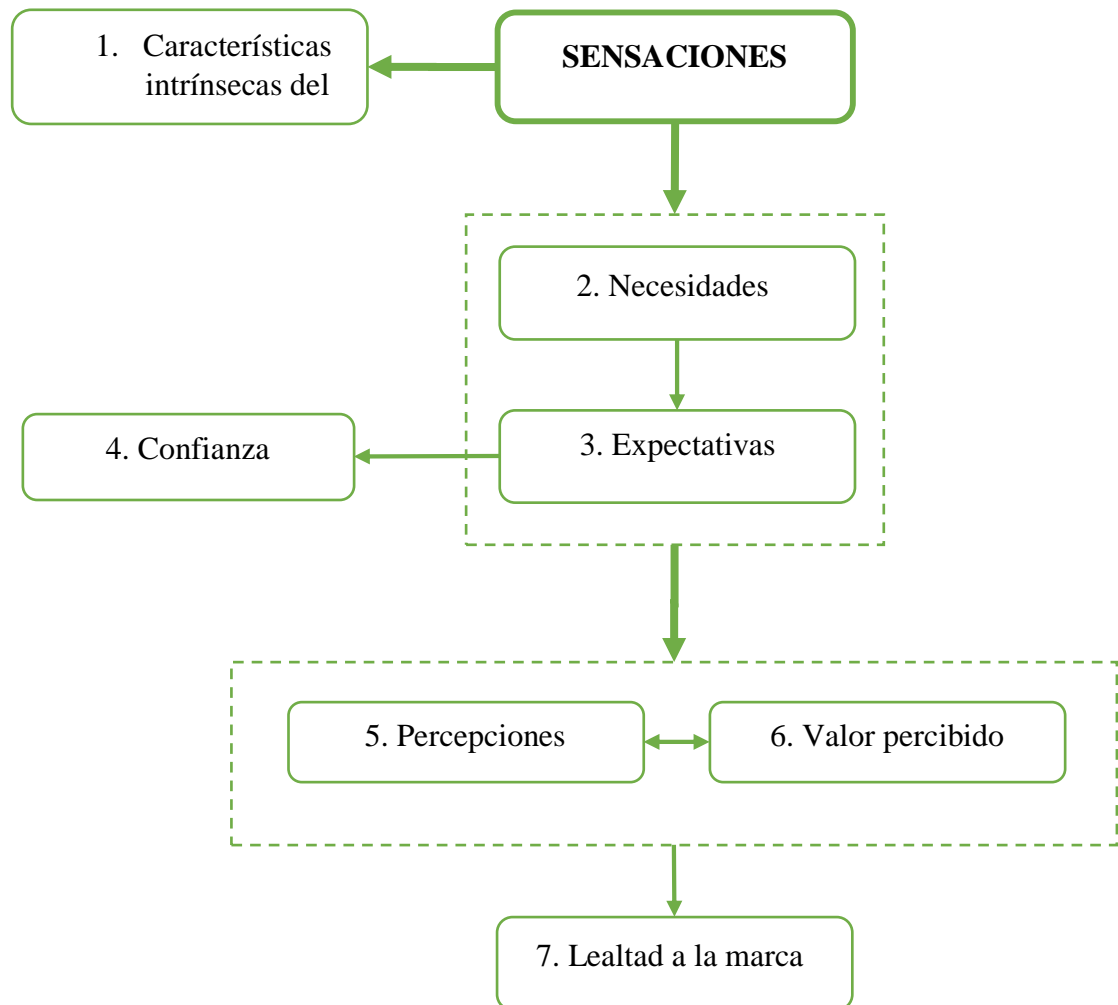 1. Características
intrínsecas del
SENSACIONES
2. Necesidades
4. Confianza
3. Expectativas
5. Percepciones
6. Valor percibido
7. Lealtad a la marca